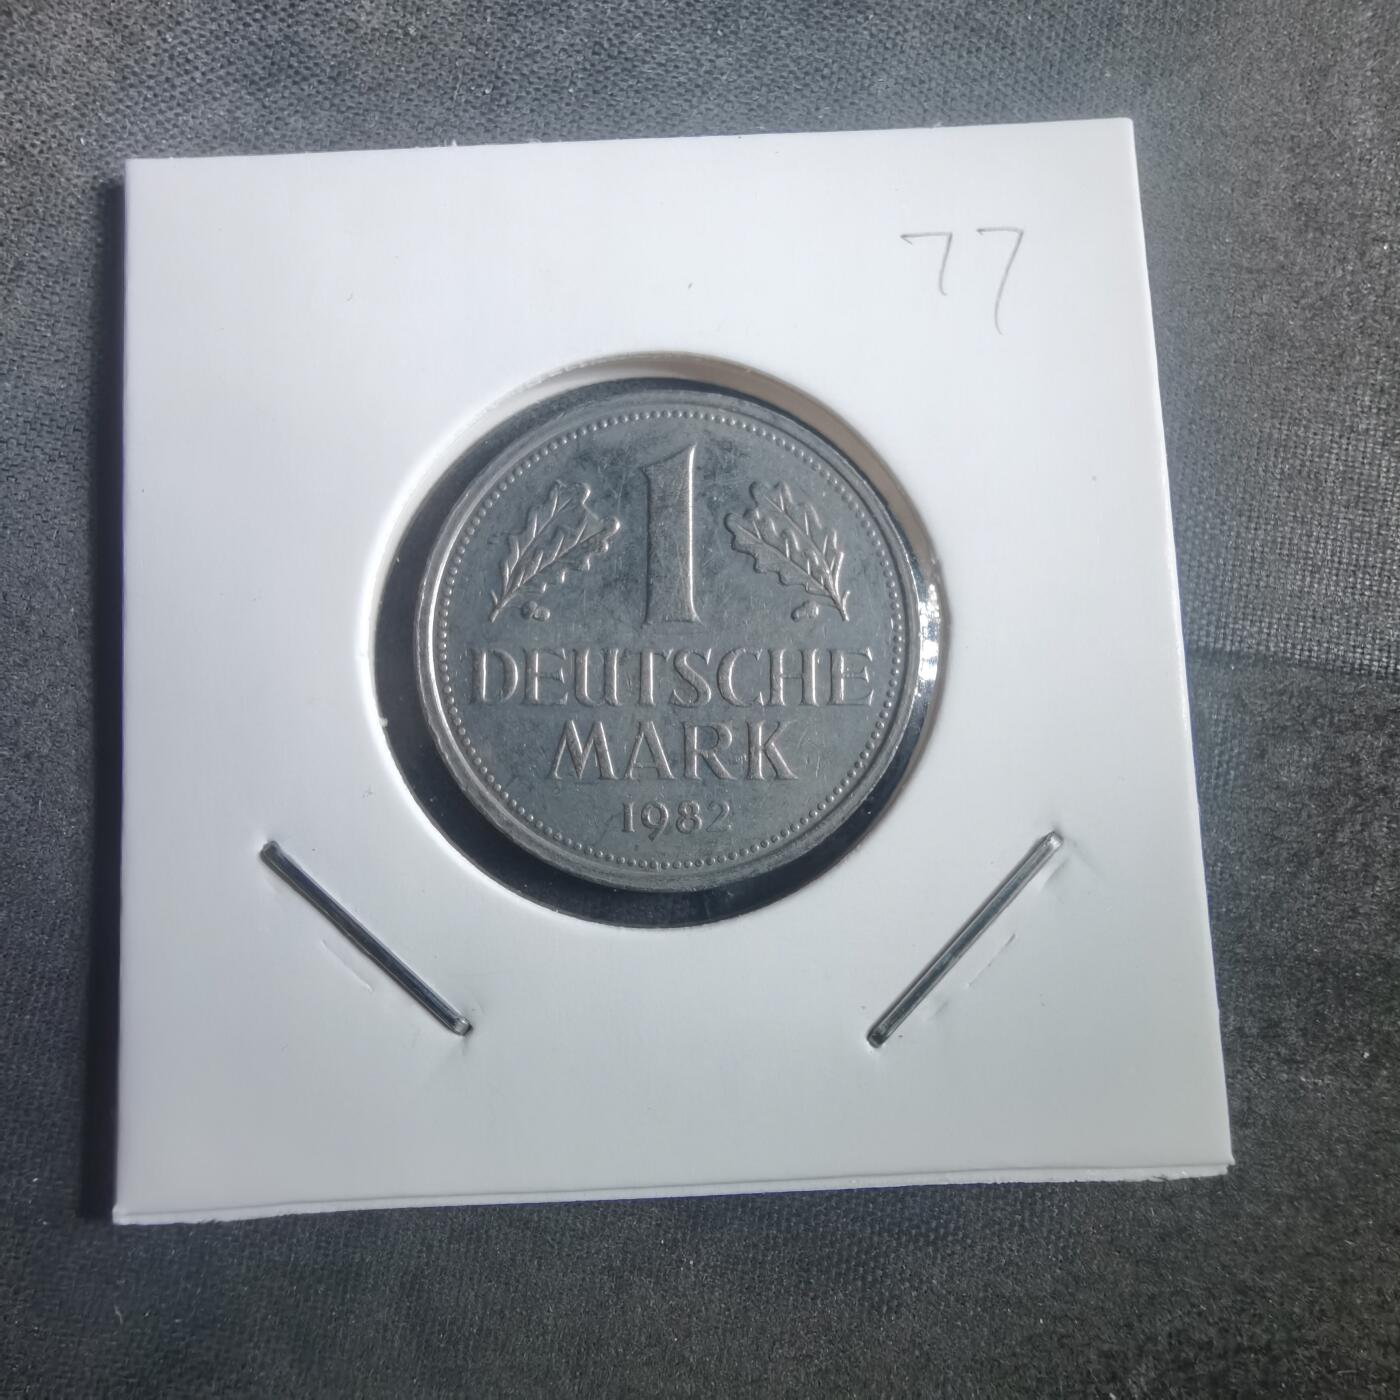 77
1
DEUTSCHE
MARK
1982